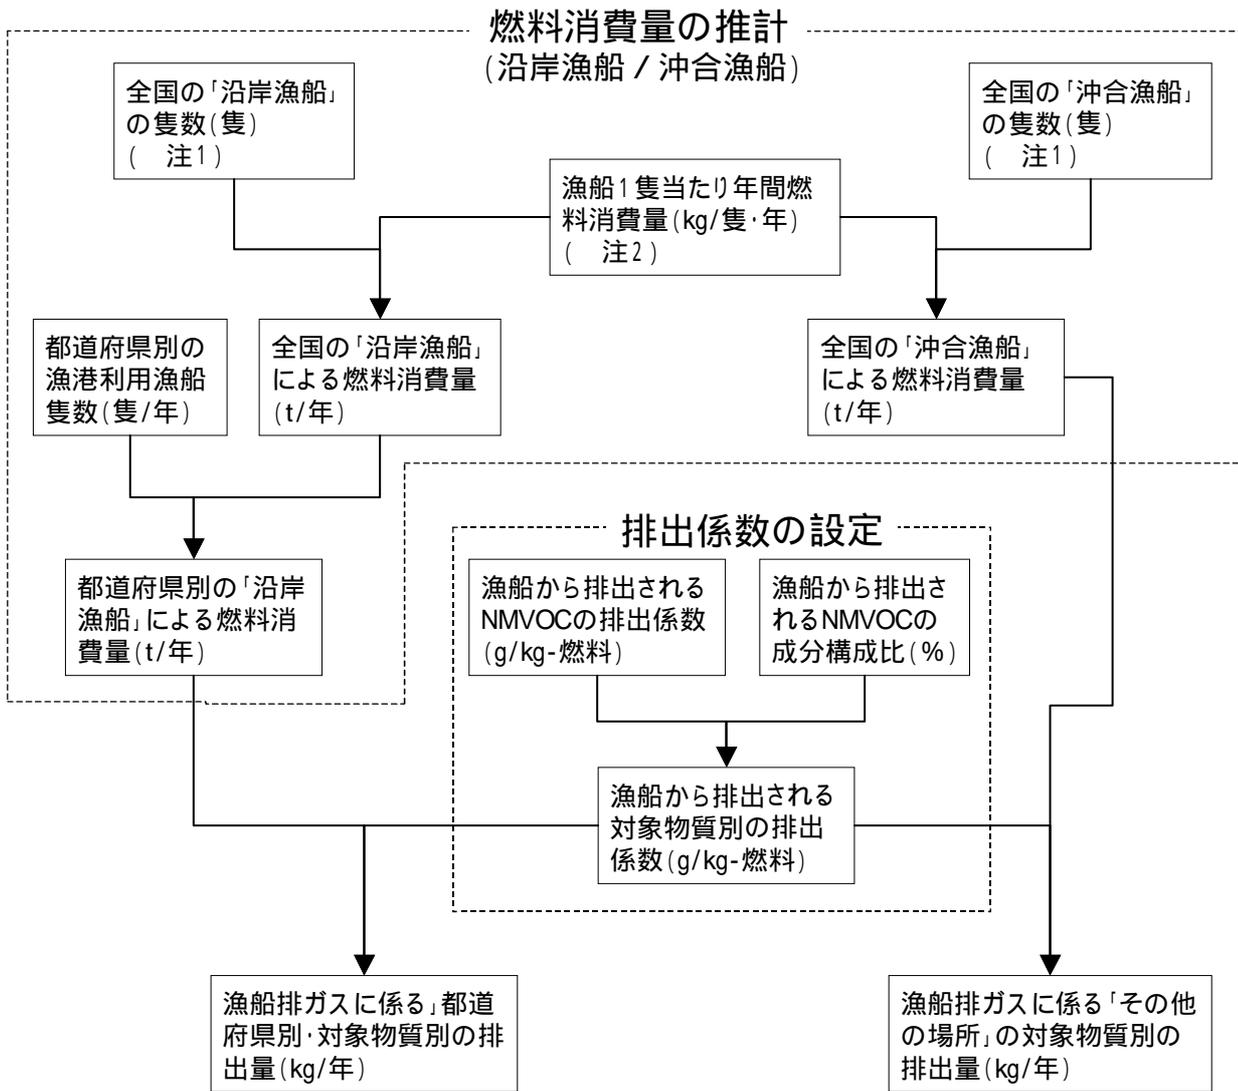 燃料消費量の推計
(沿岸漁船 / 沖合漁船)
全国の「沿岸漁船」
の隻数(隻)
(　注1)
全国の「沖合漁船」
の隻数(隻)
(　注1)
漁船1隻当たり年間燃
料消費量(kg/隻・年)
(　注2)
都道府県別の
漁港利用漁船
隻数(隻/年)
全国の「沿岸漁船」
による燃料消費量
(t/年)
全国の「沖合漁船」
による燃料消費量
(t/年)
排出係数の設定
都道府県別の「沿岸
漁船」による燃料消
費量(t/年)
漁船から排出される
NMVOCの排出係数
(g/kg-燃料)
漁船から排出さ
れるNMVOCの
成分構成比(%)
漁船から排出される
対象物質別の排出
係数(g/kg-燃料)
漁船排ガスに係る」都道
府県別・対象物質別の排
出量(kg/年)
漁船排ガスに係る「その他
の場所」の対象物質別の
排出量(kg/年)